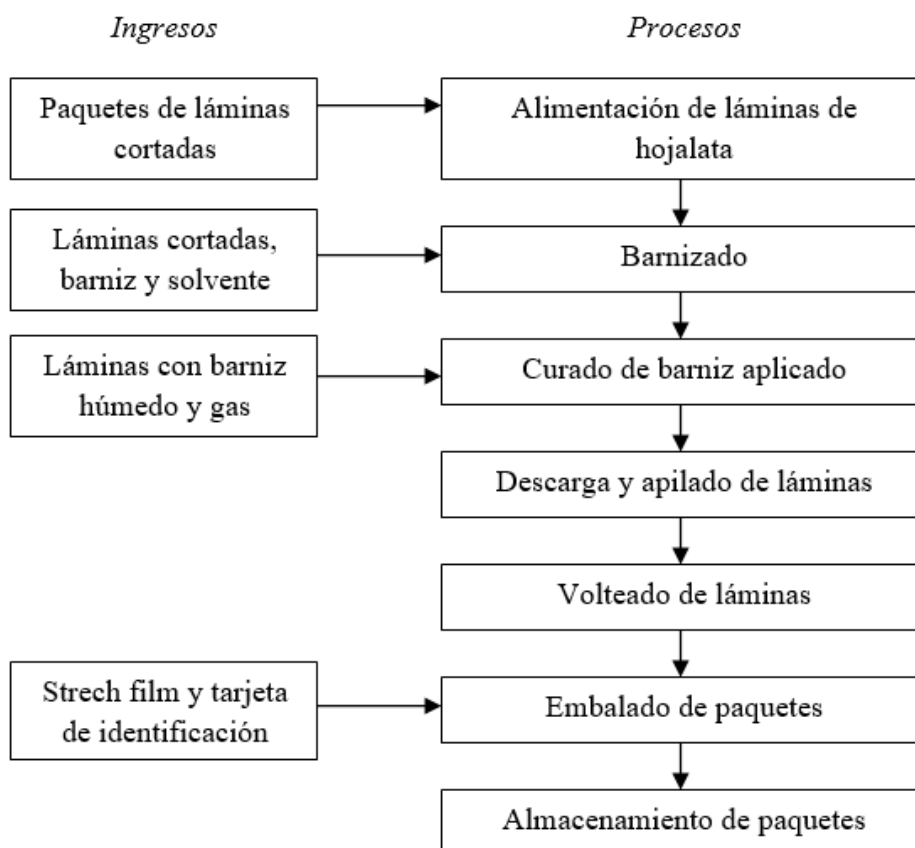 Ingresos
Procesos
Paquetes de láminas
cortadas
Alimentación de láminas de
hojalata
Láminas cortadas,
barniz y solvente
Barnizado
Láminas con barniz
húmedo y gas
Curado de barniz aplicado
Descarga y apilado de láminas
Volteado de láminas
Strech film y tarjeta
de identificación
Embalado de paquetes
Almacenamiento de paquetes